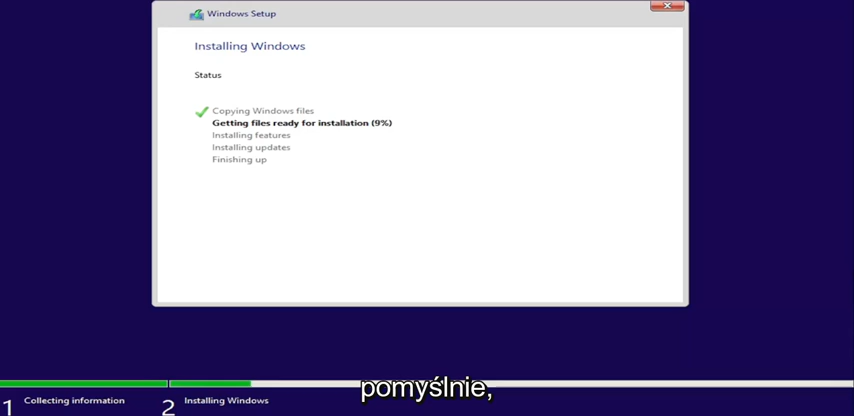 Windows Setup
Installing Windows
Status
Copying Windows files
Getting files ready for installation (9%)
Installing features
Installing updates
Finishing up
pomyślnie,
1 Collecting information
2 Installing Windows